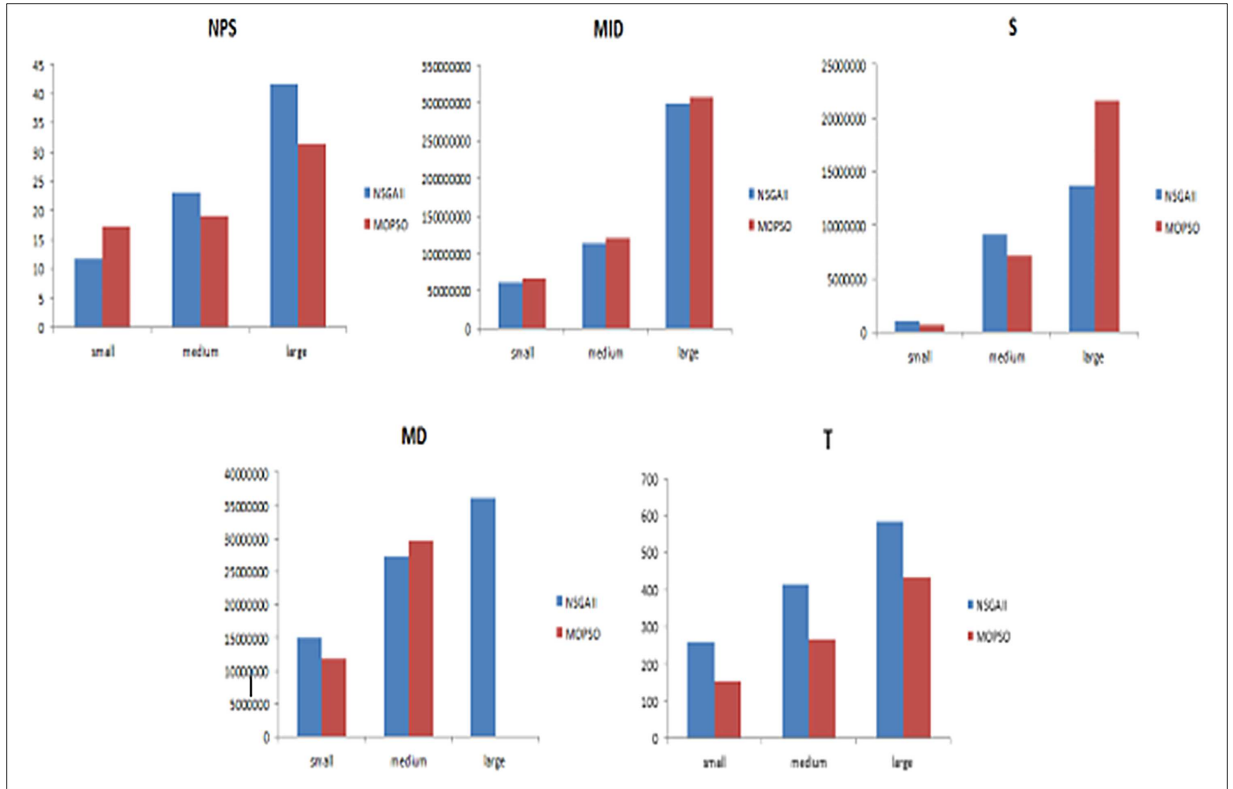 NPS
45
40
35
30
25
20
15
10
5
0
small medium large
NSGAII
MOPSO
MID
350000000
300000000
250000000
200000000
150000000
100000000
50000000
0
small medium large
NSGAII
MOPSO
S
25000000
20000000
15000000
10000000
5000000
0
small medium large
NSGAII
MOPSO
MD
40000000
35000000
30000000
25000000
20000000
15000000
10000000
5000000
0
small medium large
NSGAII
MOPSO
T
700
600
500
400
300
200
100
0
small medium large
NSGAII
MOPSO